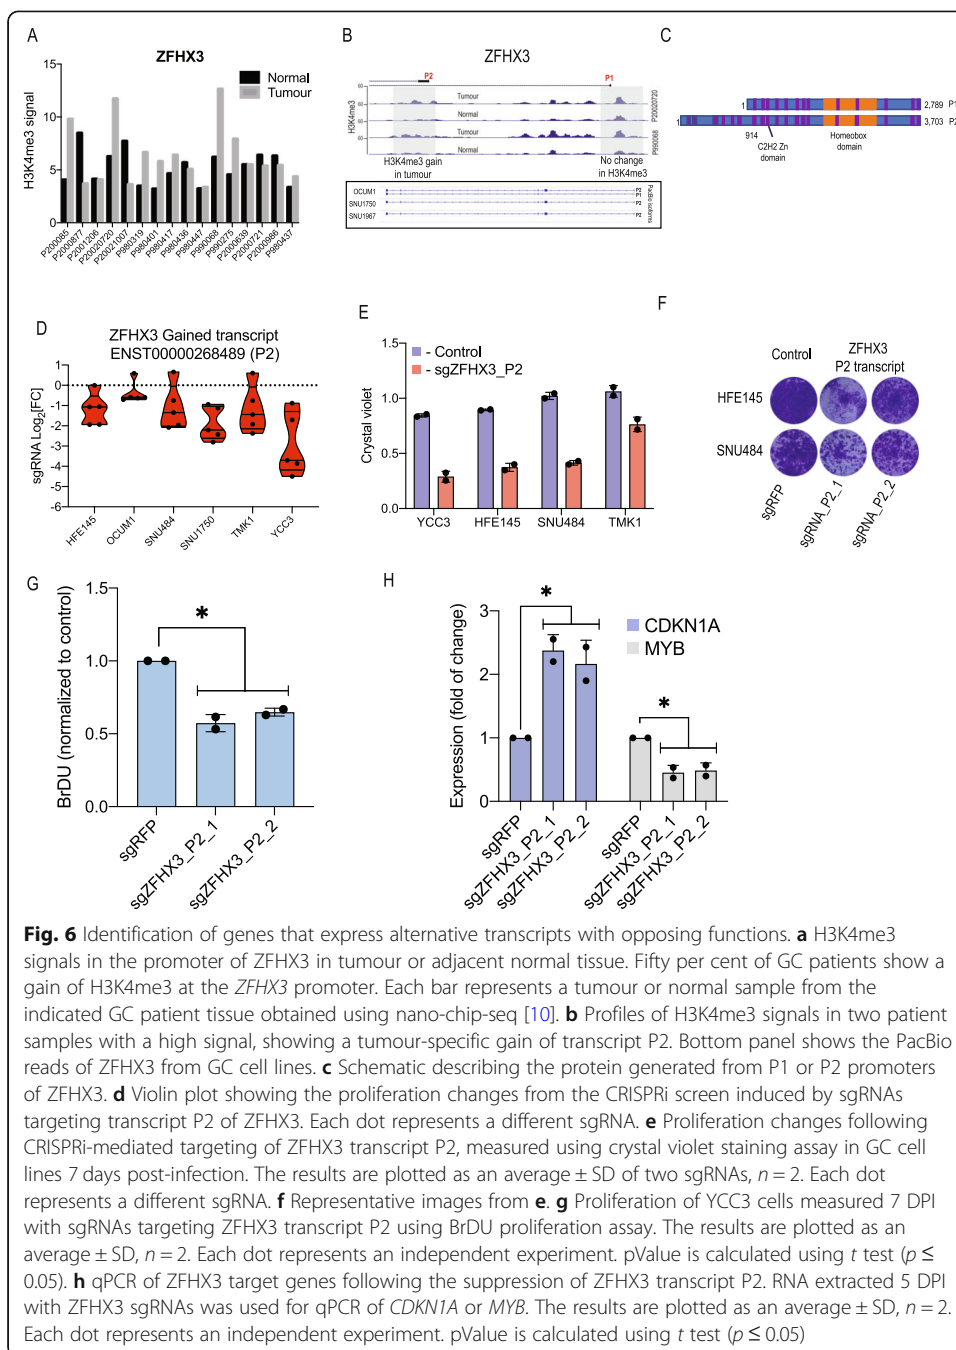 A
ZFHX3
Normal
Tumour
H3K4me3 signal
15
10
5
0
P200085
P2000877
P2001206
P20020720
P20021007
P980319
P980401
P980417
P980436
P980447
P990068
P990275
P2000639
P2000721
P2000986
P980437
B
ZFHX3
P2
P1
H3K4me3
60
60
60
60
Tumour
Normal
Tumour
Normal
P20020720
P990068
H3K4me3 gain
in tumour
No change
in H3K4me3
OCUM1
SNU1750
SNU1967
PacBio
isoforms
C
1
2,789
P1
1
3,703
P2
914
C2H2 Zn
domain
Homeobox
domain
D
ZFHX3 Gained transcript
ENST00000268489 (P2)
sgRNA Log2[FC]
1
0
-1
-2
-3
-4
-5
-6
HFE145
OCUM1
SNU484
SNU1750
TMK1
YCC3
E
- Control
- sgZFHX3_P2
Crystal violet
1.5
1.0
0.5
0.0
YCC3
HFE145
SNU484
TMK1
F
Control
ZFHX3
P2 transcript
HFE145
SNU484
sgRFP
sgRNA_P2_1
sgRNA_P2_2
G
BrDU (normalized to control)
1.5
1.0
0.5
0.0
*
sgRFP
sgZFHX3_P2_1
sgZFHX3_P2_2
H
Expression (fold of change)
3
2
1
0
*
*
CDKN1A
MYB
sgRFP
sgZFHX3_P2_1
sgZFHX3_P2_2
sgRFP
sgZFHX3_P2_1
sgZFHX3_P2_2
Fig. 6 Identification of genes that express alternative transcripts with opposing functions. a H3K4me3
signals in the promoter of ZFHX3 in tumour or adjacent normal tissue. Fifty per cent of GC patients show a
gain of H3K4me3 at the ZFHX3 promoter. Each bar represents a tumour or normal sample from the
indicated GC patient tissue obtained using nano-chip-seq [10]. b Profiles of H3K4me3 signals in two patient
samples with a high signal, showing a tumour-specific gain of transcript P2. Bottom panel shows the PacBio
reads of ZFHX3 from GC cell lines. c Schematic describing the protein generated from P1 or P2 promoters
of ZFHX3. d Violin plot showing the proliferation changes from the CRISPRi screen induced by sgRNAs
targeting transcript P2 of ZFHX3. Each dot represents a different sgRNA. e Proliferation changes following
CRISPRi-mediated targeting of ZFHX3 transcript P2, measured using crystal violet staining assay in GC cell
lines 7 days post-infection. The results are plotted as an average ± SD of two sgRNAs, n = 2. Each dot
represents a different sgRNA. f Representative images from e. g Proliferation of YCC3 cells measured 7 DPI
with sgRNAs targeting ZFHX3 transcript P2 using BrDU proliferation assay. The results are plotted as an
average ± SD, n = 2. Each dot represents an independent experiment. pValue is calculated using t test (p ≤
0.05). h qPCR of ZFHX3 target genes following the suppression of ZFHX3 transcript P2. RNA extracted 5 DPI
with ZFHX3 sgRNAs was used for qPCR of CDKN1A or MYB. The results are plotted as an average ± SD, n = 2.
Each dot represents an independent experiment. pValue is calculated using t test (p ≤ 0.05)